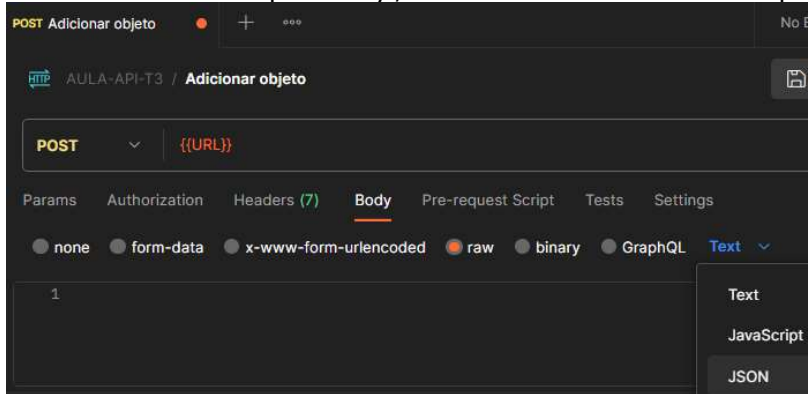 POST Adicionar objeto
No E
HTTP AULA-API-T3 / Adicionar objeto
POST {{URL}}
Params Authorization Headers (7) Body Pre-request Script Tests Settings
none form-data x-www-form-urlencoded raw binary GraphQL Text
1
Text
JavaScript
JSON